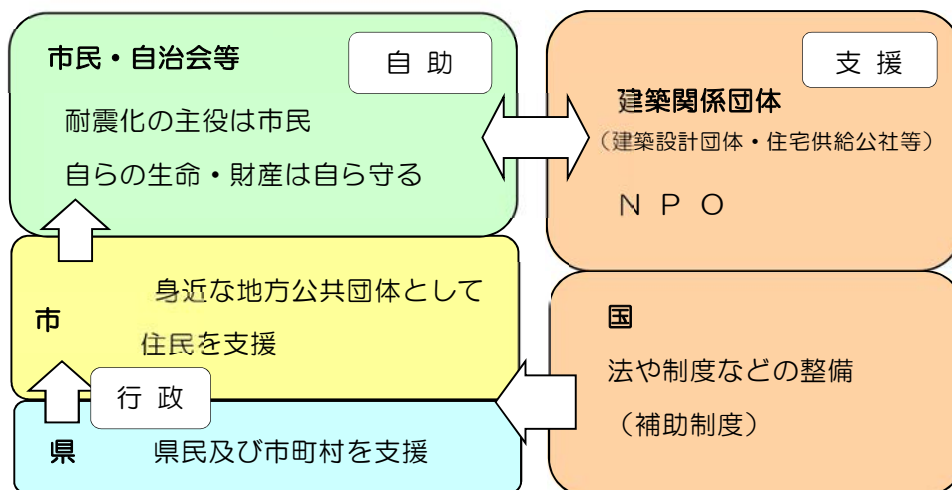 市民・自治会等
自 助
耐震化の主役は市民
自らの生命・財産は自ら守る
支 援
建築関係団体
（建築設計団体・住宅供給公社等）
Ｎ Ｐ Ｏ
市
身近な地方公共団体として
住民を支援
行 政
県
県民及び市町村を支援
国
法や制度などの整備
（補助制度）